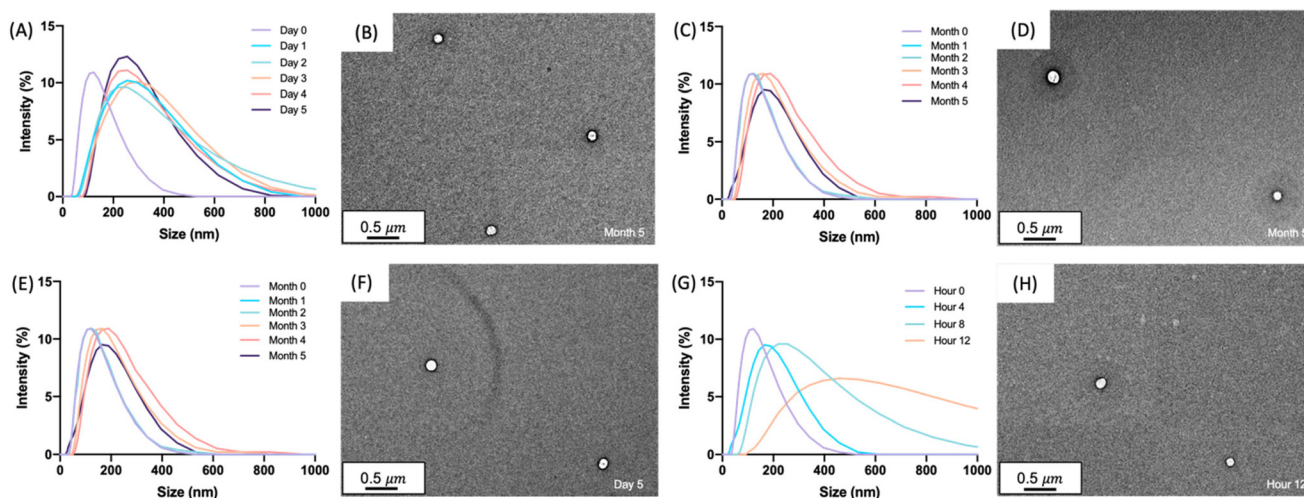 (A)
15
10
5
0
Intensity (%)
0 200 400 600 800 1000
Size (nm)
Day 0
Day 1
Day 2
Day 3
Day 4
Day 5
(B)
0.5 μm
Month 5
(C)
15
10
5
0
Intensity (%)
0 200 400 600 800 1000
Size (nm)
Month 0
Month 1
Month 2
Month 3
Month 4
Month 5
(D)
0.5 μm
Month 5
(E)
15
10
5
0
Intensity (%)
0 200 400 600 800 1000
Size (nm)
Month 0
Month 1
Month 2
Month 3
Month 4
Month 5
(F)
0.5 μm
Day 5
(G)
15
10
5
0
Intensity (%)
0 200 400 600 800 1000
Size (nm)
Hour 0
Hour 4
Hour 8
Hour 12
(H)
0.5 μm
Hour 12